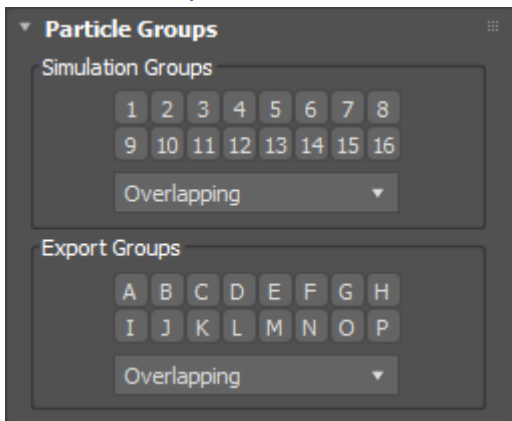 Particle Groups
Simulation Groups
1 2 3 4 5 6 7 8
9 10 11 12 13 14 15 16
Overlapping
Export Groups
A B C D E F G H
I J K L M N O P
Overlapping